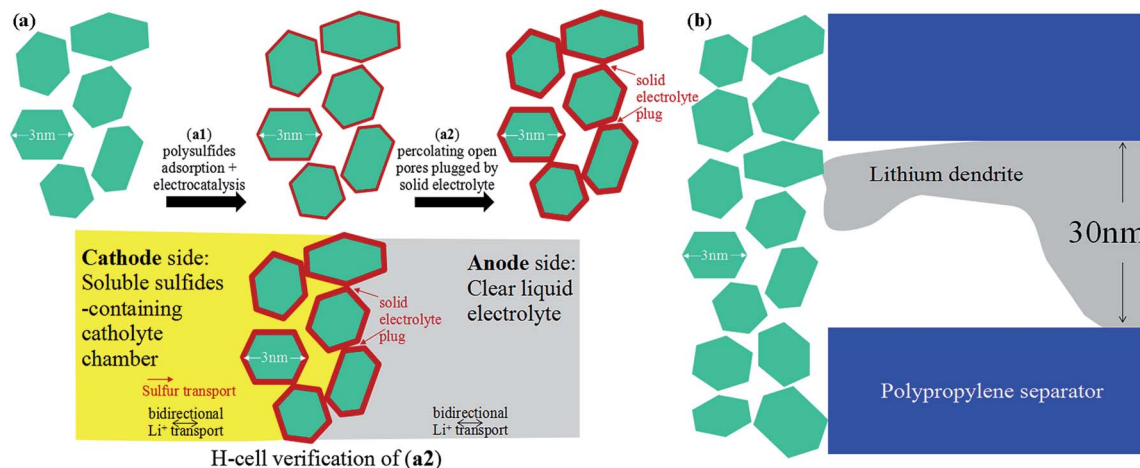 (a)
3nm
(a1)
polysulfides
adsorption +
electrocatalysis
3nm
(a2)
percolating open
pores plugged by
solid electrolyte
3nm
solid
electrolyte
plug
Cathode side:
Soluble sulfides
-containing
catholyte
chamber
Sulfur transport
bidirectional
Li⁺ transport
3nm
solid
electrolyte
plug
Anode side:
Clear liquid
electrolyte
bidirectional
Li⁺ transport
H-cell verification of (a2)
(b)
3nm
Lithium dendrite
30nm
Polypropylene separator